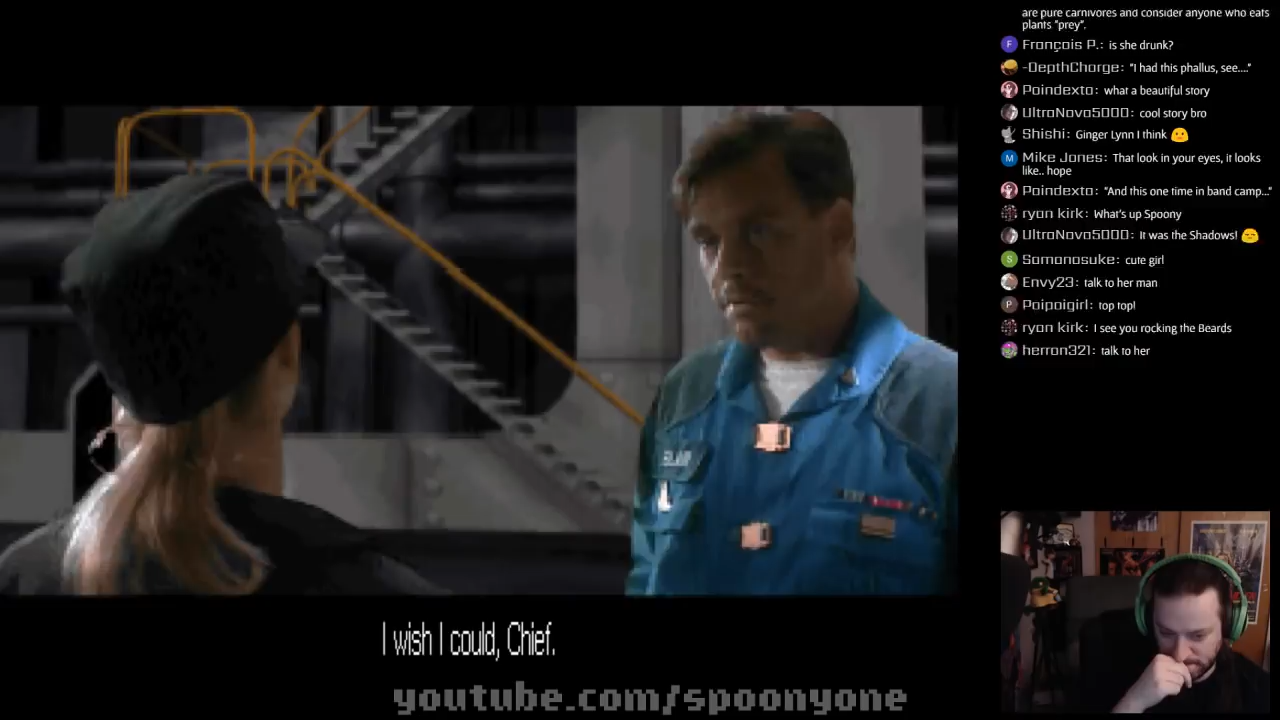 are pure carnivores and consider anyone who eats
plants "prey".
François P.: is she drunk?
-DepthCharge: "I had this phallus, see...."
Poindexto: what a beautiful story
UltraNova5000: cool story bro
Shishi: Ginger Lynn I think
Mike Jones: That look in your eyes, it looks
like.. hope
Poindexto: "And this one time in band camp..."
ryan kirk: What's up Spoony
UltraNova5000: It was the Shadows!
Samonosuke: cute girl
Envy23: talk to her man
Poipoigirl: top top!
ryan kirk: I see you rocking the Beards
herron321: talk to her
I wish I could, Chief.
youtube.com/spoonyone